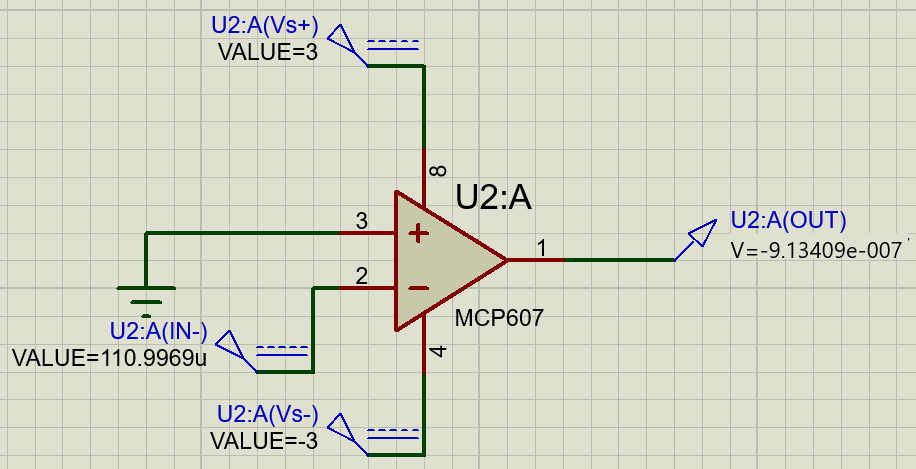 U2:A(Vs+)
VALUE=3
8
U2:A
3
+
1
U2:A(OUT)
V=-9.13409e-007
2
−
MCP607
U2:A(IN-)
VALUE=110.9969u
4
U2:A(Vs-)
VALUE=-3